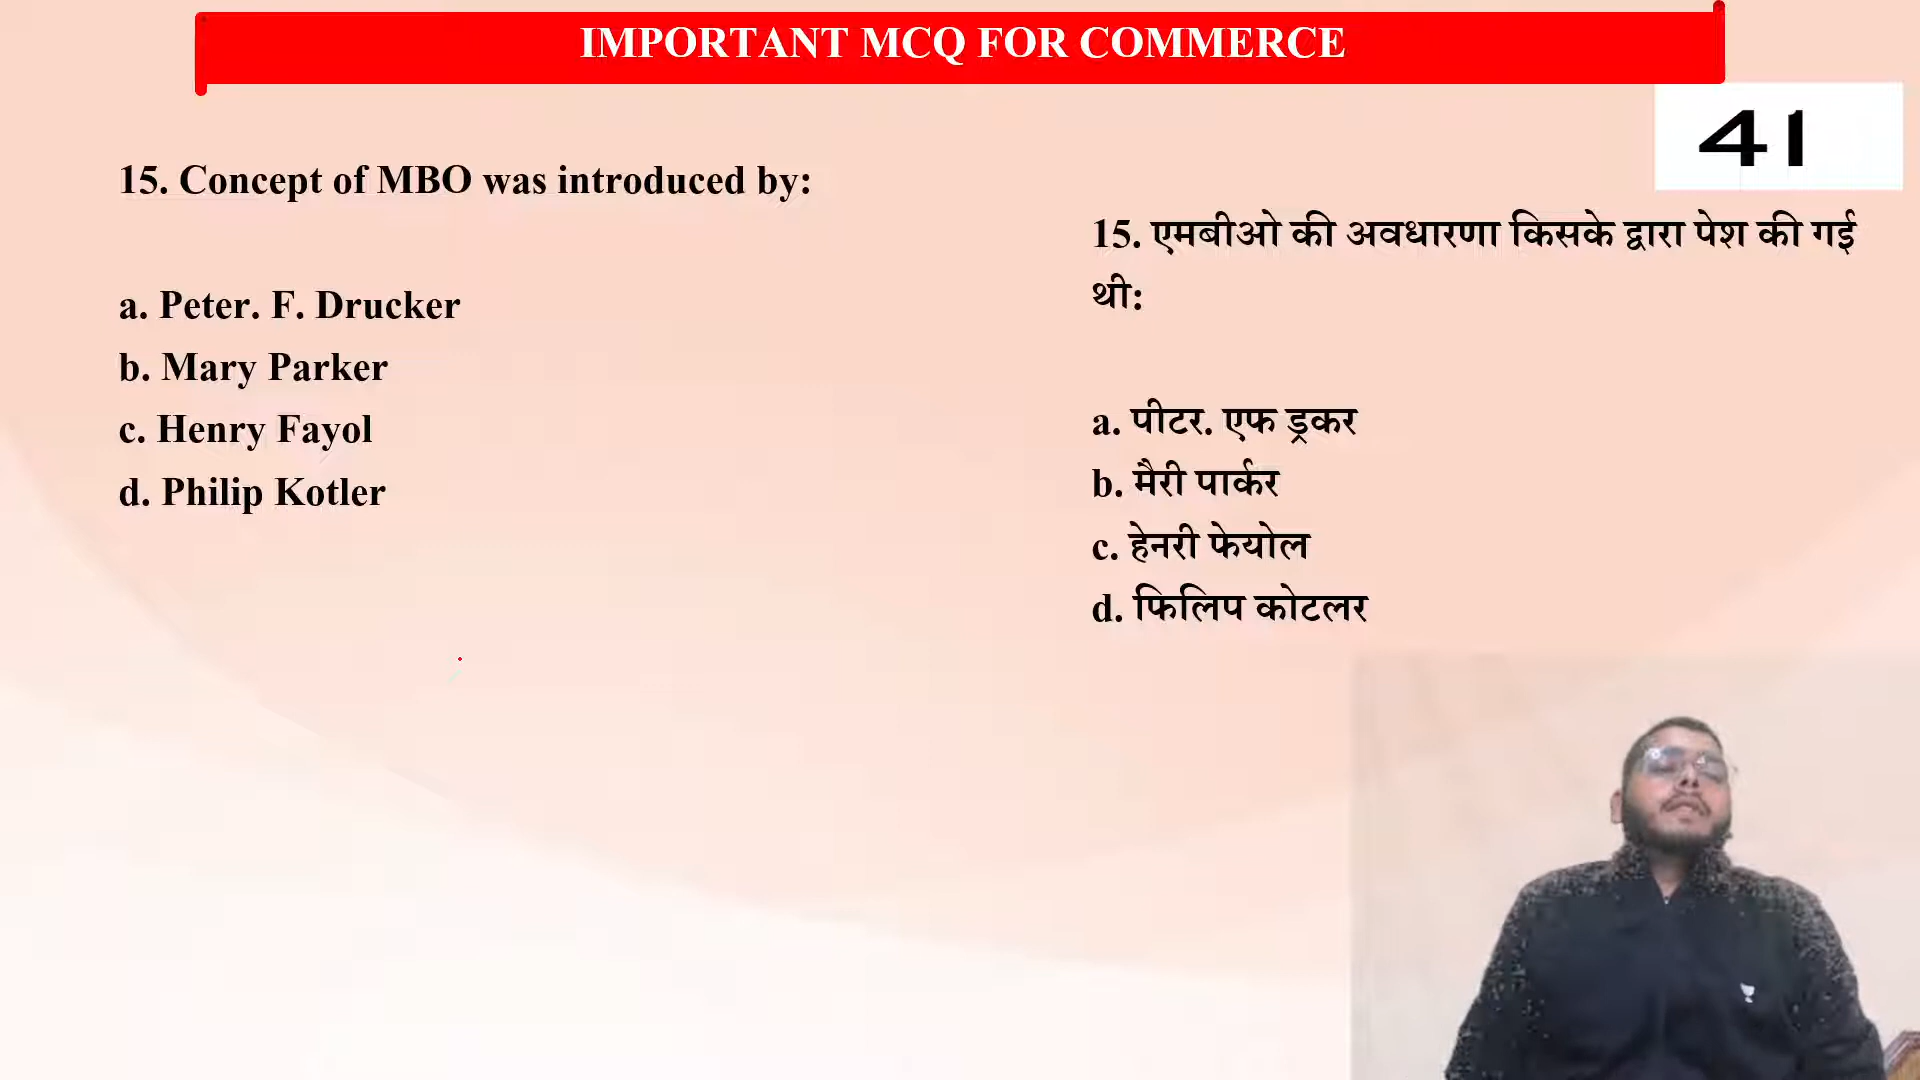 IMPORTANT MCQ FOR COMMERCE
41
15. Concept of MBO was introduced by:
a. Peter. F. Drucker
b. Mary Parker
c. Henry Fayol
d. Philip Kotler
15. एमबीओ की अवधारणा किसके द्वारा पेश की गई
थी:
a. पीटर. एफ ड्रकर
b. मैरी पार्कर
c. हेनरी फेयोल
d. फिलिप कोटलर